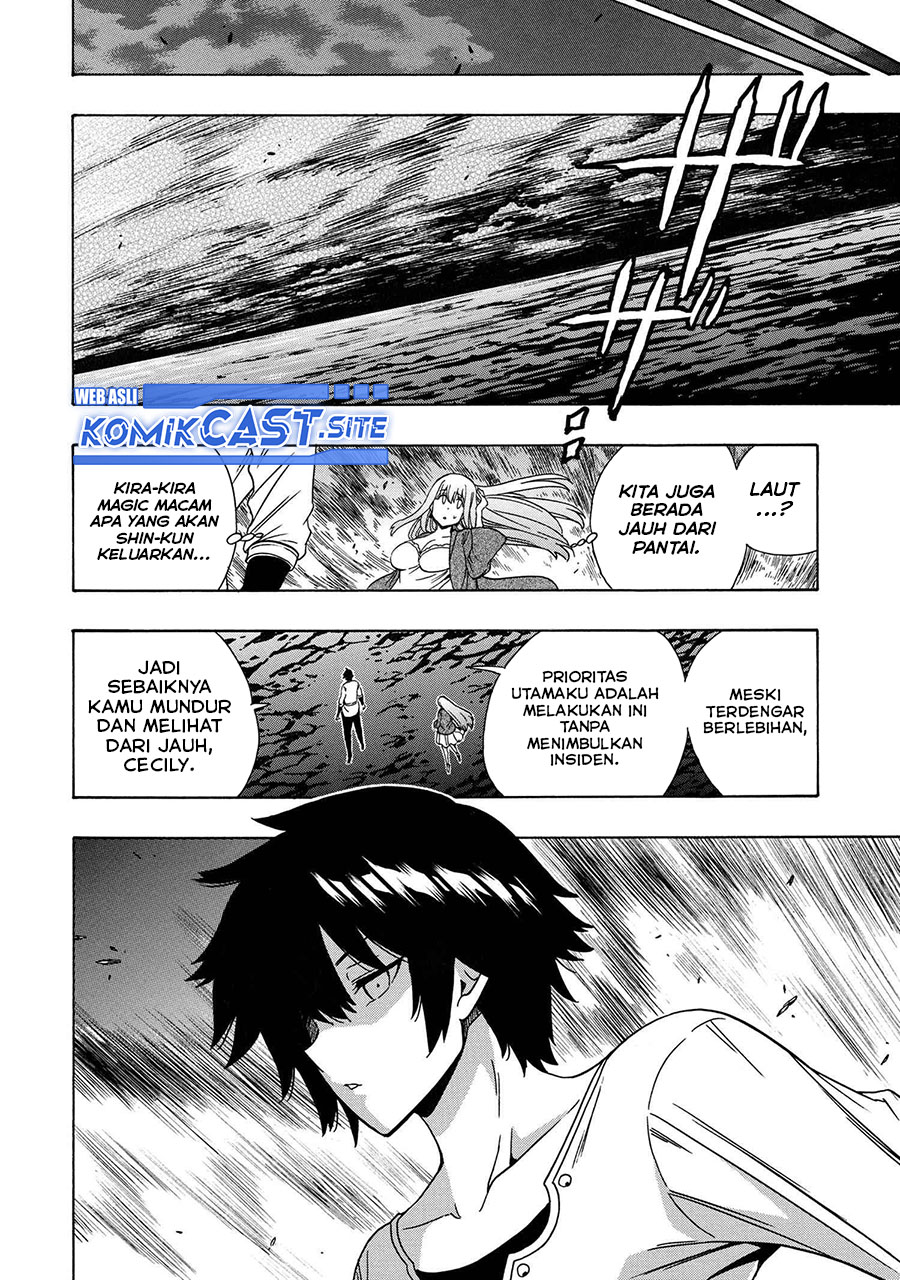 ザザ...
WEB ASLI
KOMIKCAST.SITE
LAUT
...?
KITA JUGA
BERADA
JAUH DARI
PANTAI.
KIRA-KIRA
MAGIC MACAM
APA YANG AKAN
SHIN-KUN
KELUARKAN...
MESKI
TERDENGAR
BERLEBIHAN,
PRIORITAS
UTAMAKU ADALAH
MELAKUKAN INI
TANPA
MENIMBULKAN
INSIDEN.
JADI
SEBAIKNYA
KAMU MUNDUR
DAN MELIHAT
DARI JAUH,
CECILY.